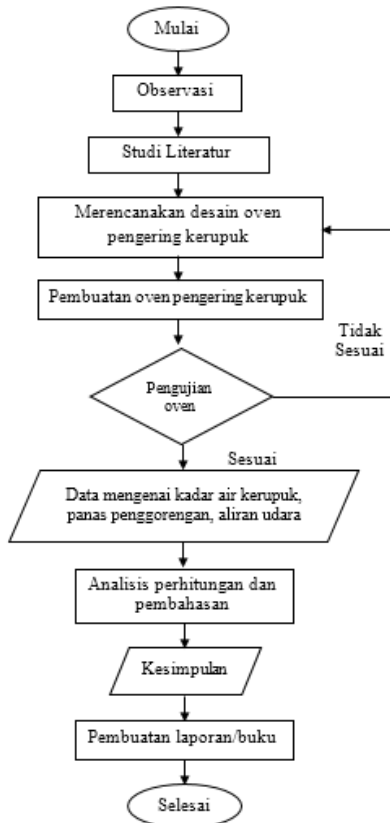 Mulai
Observasi
Studi Literatur
Merencanakan desain oven
pengering kerupuk
Pembuatan oven pengering kerupuk
Tidak
Sesuai
Pengujian
oven
Sesuai
Data mengenai kadar air kerupuk,
panas penggorengan, aliran udara
Analisis perhitungan dan
pembahasan
Kesimpulan
Pembuatan laporan/buku
Selesai